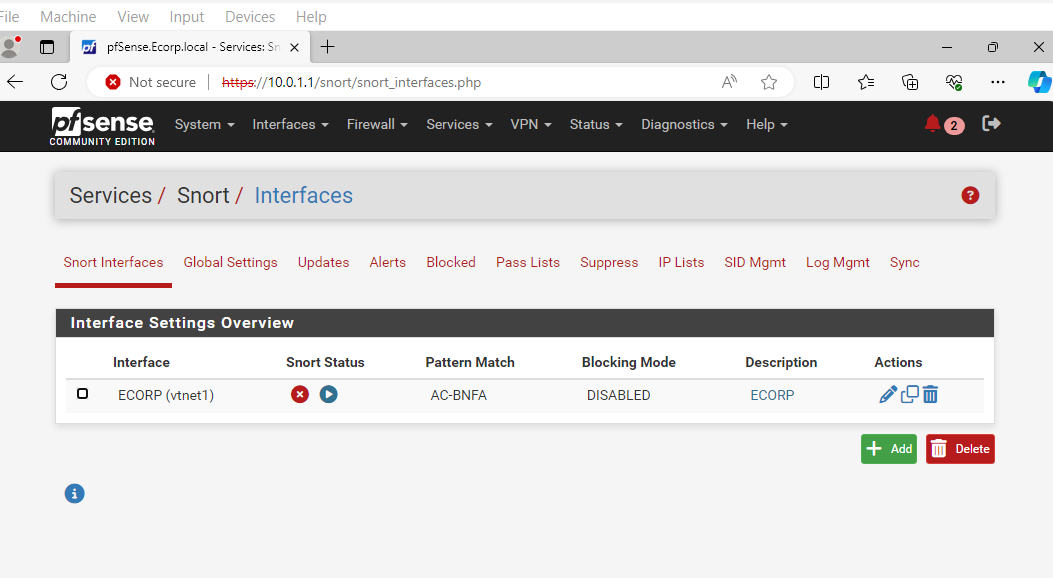 File Machine View Input Devices Help
pfSense.Ecorp.local - Services: Sn
Not secure https://10.0.1.1/snort/snort_interfaces.php
pfsense COMMUNITY EDITION
System Interfaces Firewall Services VPN Status Diagnostics Help 2
Services / Snort / Interfaces
Snort Interfaces Global Settings Updates Alerts Blocked Pass Lists Suppress IP Lists SID Mgmt Log Mgmt Sync
Interface Settings Overview
Interface Snort Status Pattern Match Blocking Mode Description Actions
ECORP (vtnet1) AC-BNFA DISABLED ECORP
Add Delete